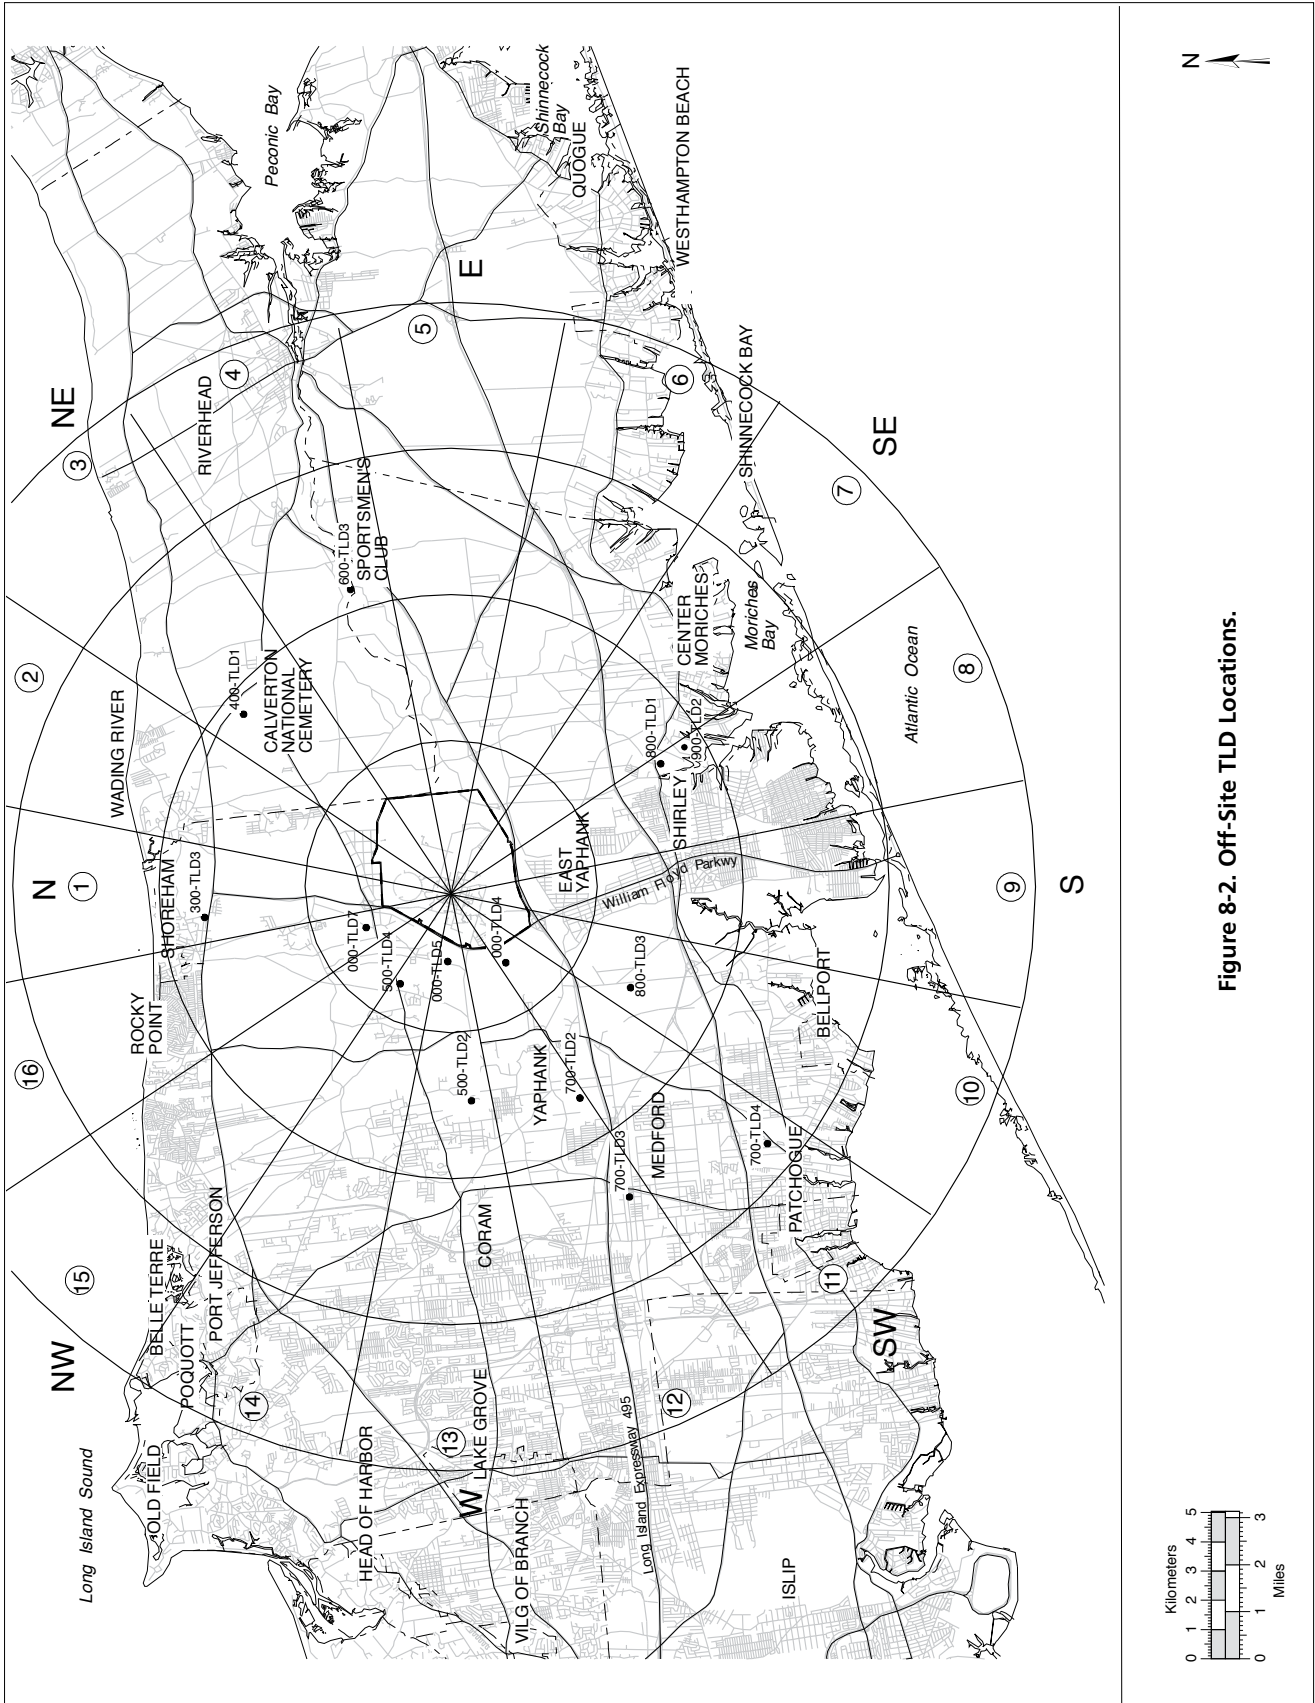 Long Island Sound
NW
15
N
1
2
NE
3
16
OLD FIELD
POQUOTT
BELLE TERRE
PORT JEFFERSON
ROCKY
POINT
SHOREHAM
WADING RIVER
300-TLD3
14
RIVERHEAD
4
Peconic Bay
400-TLD1
CALVERTON
NATIONAL
CEMETERY
HEAD OF HARBOR
000-TLD7
500-TLD4
600-TLD3
SPORTSMEN'S
CLUB
13
000-TLD5
5
W
LAKE GROVE
CORAM
500-TLD2
000-TLD4
E
VILG OF BRANCH
YAPHANK
700-TLD2
EAST
YAPHANK
Shinnecock
Bay
QUOGUE
Long Island Expressway 495
700-TLD3
MEDFORD
800-TLD3
William Floyd Parkwy
800-TLD1
12
SHIRLEY
900-TLD2
CENTER
MORICHES
6
WESTHAMPTON BEACH
SHINNECOCK BAY
Moriches
Bay
700-TLD4
PATCHOGUE
ISLIP
11
BELLPORT
7
SW
SE
Atlantic Ocean
10
9
8
S
N
Kilometers
0 1 2 3 4 5
0 1 2 3
Miles
Figure 8-2. Off-Site TLD Locations.